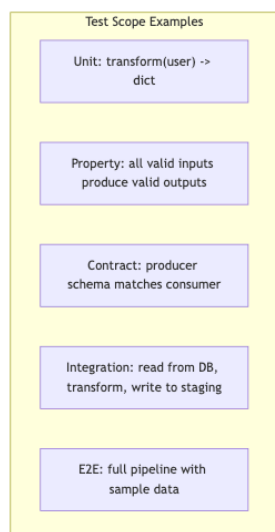 Test Scope Examples
Unit: transform(user) ->
dict
Property: all valid inputs
produce valid outputs
Contract: producer
schema matches consumer
Integration: read from DB,
transform, write to staging
E2E: full pipeline with
sample data